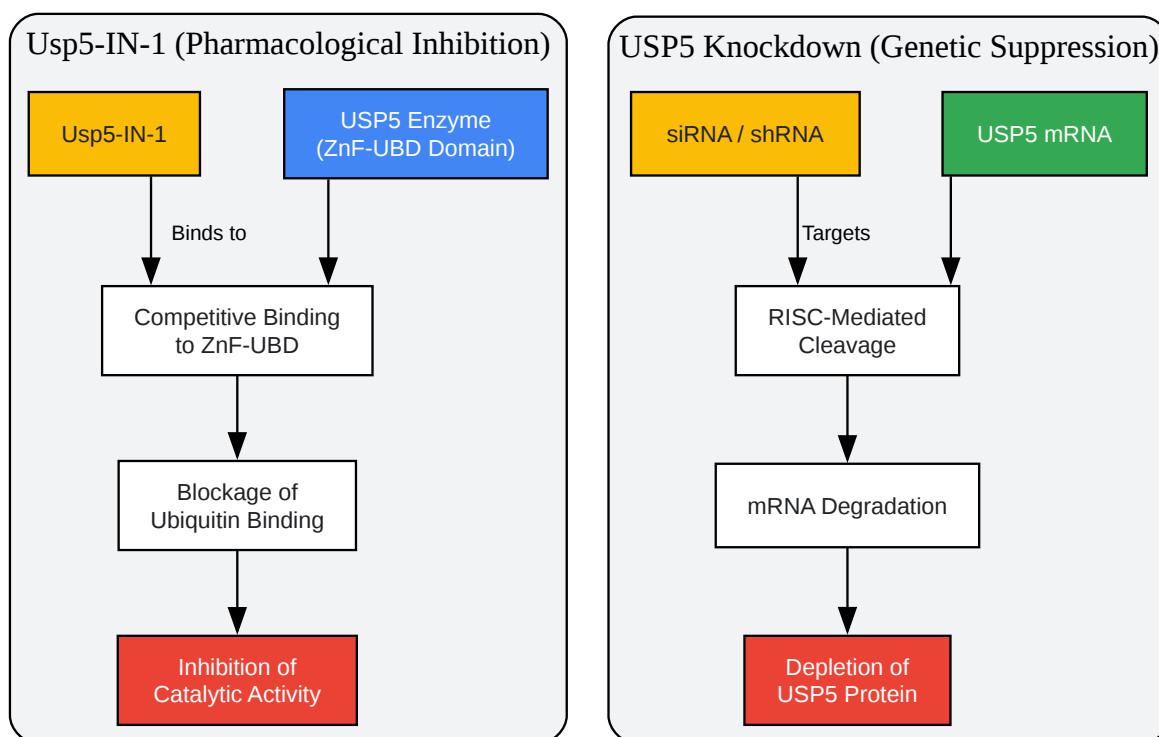 Usp5-IN-1 (Pharmacological Inhibition)
Usp5-IN-1
USP5 Enzyme
(ZnF-UBD Domain)
Binds to
Competitive Binding
to ZnF-UBD
Blockage of
Ubiquitin Binding
Inhibition of
Catalytic Activity
USP5 Knockdown (Genetic Suppression)
siRNA / shRNA
USP5 mRNA
Targets
RISC-Mediated
Cleavage
mRNA Degradation
Depletion of
USP5 Protein